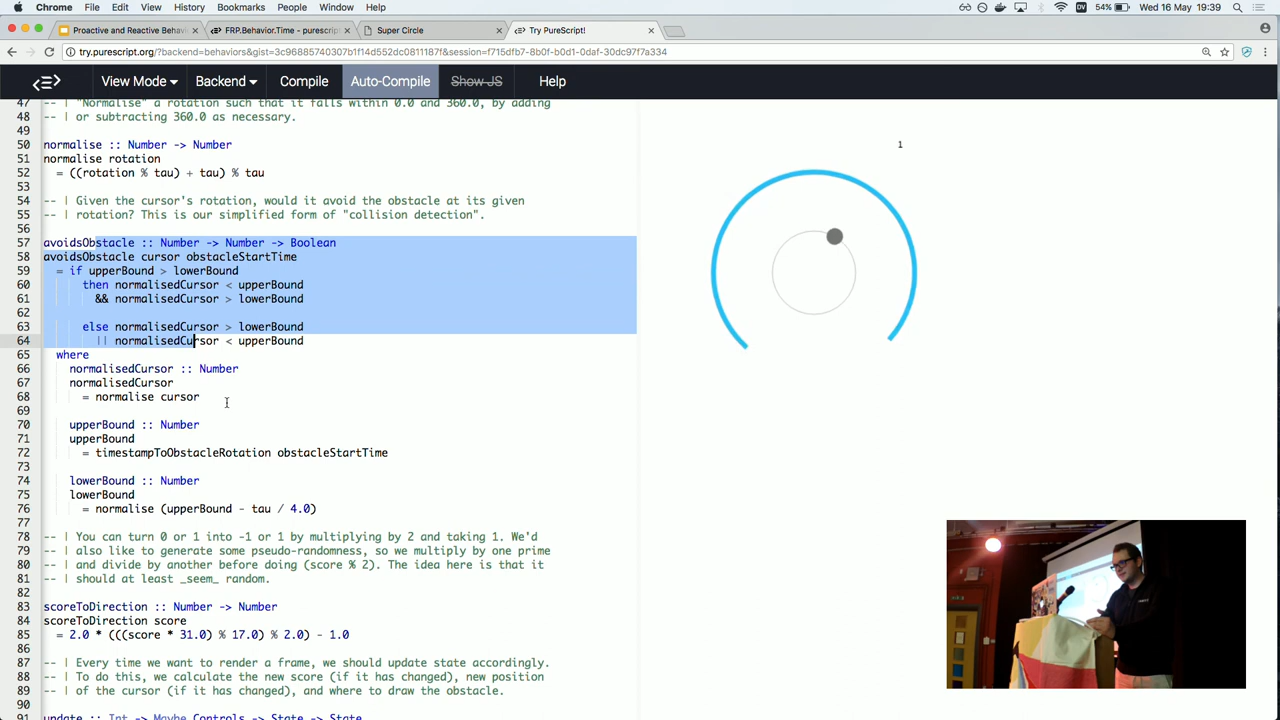 Chrome File Edit View History Bookmarks People Window Help 54% Wed 16 May 19:39
Proactive and Reactive Behavi × FRP.Behavior.Time - purescrip × Super Circle × Try PureScript! ×
try.purescript.org/?backend=behaviors&gist=3c96885740307b1f14d552dc0811187f&session=f715dfb7-8b0f-b0d1-0daf-30dc97f7a334
View Mode Backend Compile Auto-Compile Show JS Help
47 -- | "Normalise" a rotation such that it falls within 0.0 and 360.0, by adding
48 -- | or subtracting 360.0 as necessary.
49
50 normalise :: Number -> Number
51 normalise rotation
52 = ((rotation % tau) + tau) % tau
53
54 -- | Given the cursor's rotation, would it avoid the obstacle at its given
55 -- | rotation? This is our simplified form of "collision detection".
56
57 avoidsObstacle :: Number -> Number -> Boolean
58 avoidsObstacle cursor obstacleStartTime
59 = if upperBound > lowerBound
60 then normalisedCursor < upperBound
61 && normalisedCursor > lowerBound
62
63 else normalisedCursor > lowerBound
64 || normalisedCursor < upperBound
65 where
66 normalisedCursor :: Number
67 normalisedCursor
68 = normalise cursor
69
70 upperBound :: Number
71 upperBound
72 = timestampToObstacleRotation obstacleStartTime
73
74 lowerBound :: Number
75 lowerBound
76 = normalise (upperBound - tau / 4.0)
77
78 -- | You can turn 0 or 1 into -1 or 1 by multiplying by 2 and taking 1. We'd
79 -- | also like to generate some pseudo-randomness, so we multiply by one prime
80 -- | and divide by another before doing (score % 2). The idea here is that it
81 -- | should at least _seem_ random.
82
83 scoreToDirection :: Number -> Number
84 scoreToDirection score
85 = 2.0 * (((score * 31.0) % 17.0) % 2.0) - 1.0
86
87 -- | Every time we want to render a frame, we should update state accordingly.
88 -- | To do this, we calculate the new score (if it has changed), new position
89 -- | of the cursor (if it has changed), and where to draw the obstacle.
90
91 update :: Int -> Maybe Controls -> State -> State
1